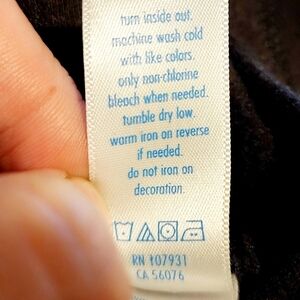 turn inside out.
machine wash cold
with like colors.
only non-chlorine
bleach when needed.
tumble dry low.
warm iron on reverse
if needed.
do not iron on
decoration.
RN 107931
CA 56076